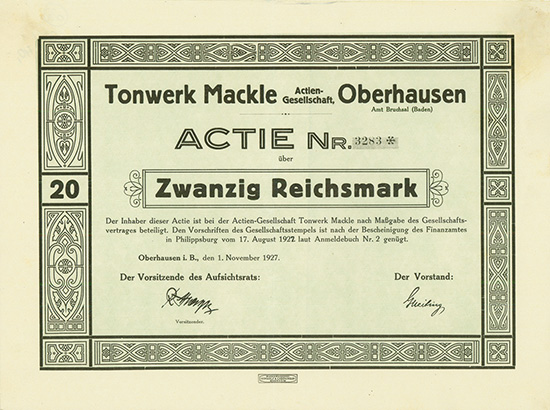 Tonwerk Mackle Actien-Gesellschaft, Oberhausen
Amt Bruchsal (Baden)
ACTIE NR. 3283 *
über
20
Zwanzig Reichsmark
20
Der Inhaber dieser Actie ist bei der Actien-Gesellschaft Tonwerk Mackle nach Maßgabe des Gesellschafts-
vertrages beteiligt. Den Vorschriften des Gesellschaftsstempels ist nach der Bescheinigung des Finanzamtes
in Philippsburg vom 17. August 1927 laut Anmeldebuch Nr. 2 genügt.
Oberhausen i. B., den 1. November 1927.
Der Vorsitzende des Aufsichtsrats:
Der Vorstand:
Vorsitzender.